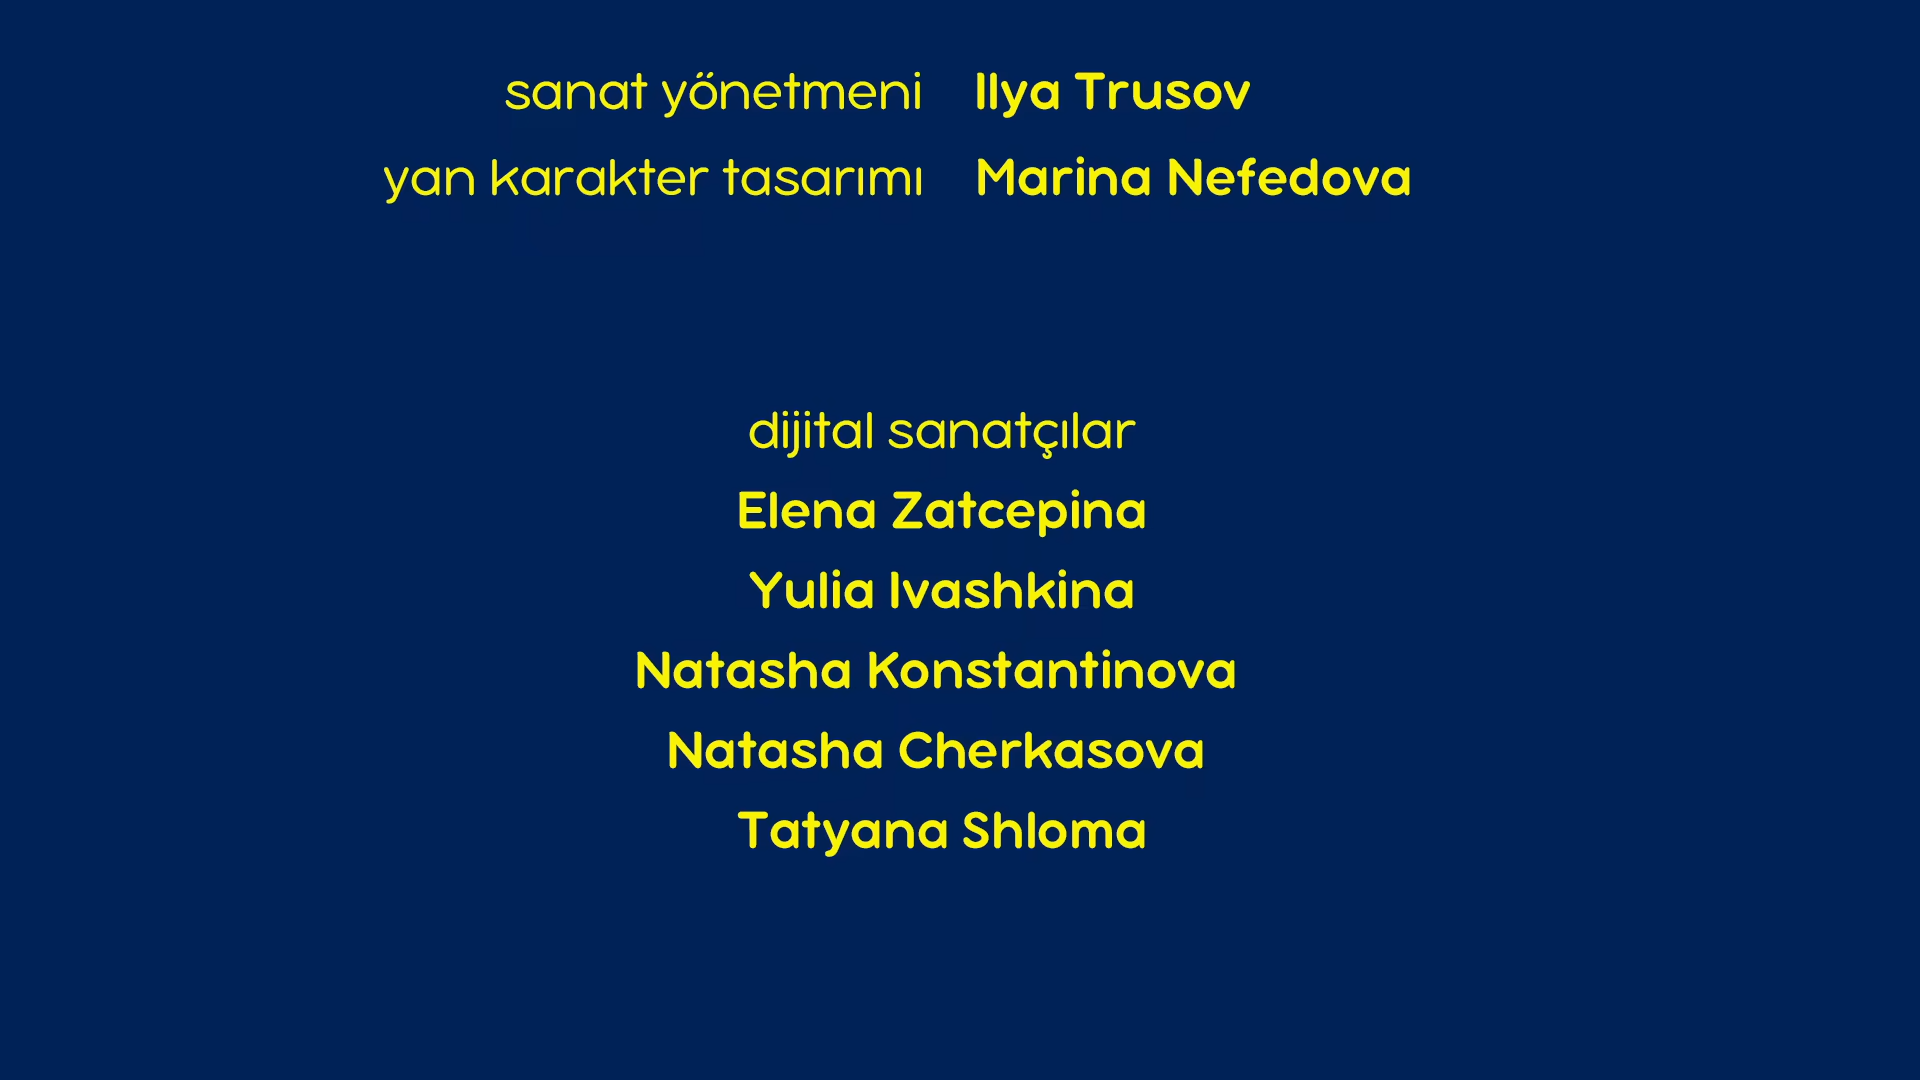 sanat yönetmeni Ilya Trusov
yan karakter tasarımı Marina Nefedova
dijital sanatçılar
Elena Zatcepina
Yulia Ivashkina
Natasha Konstantinova
Natasha Cherkasova
Tatyana Shloma